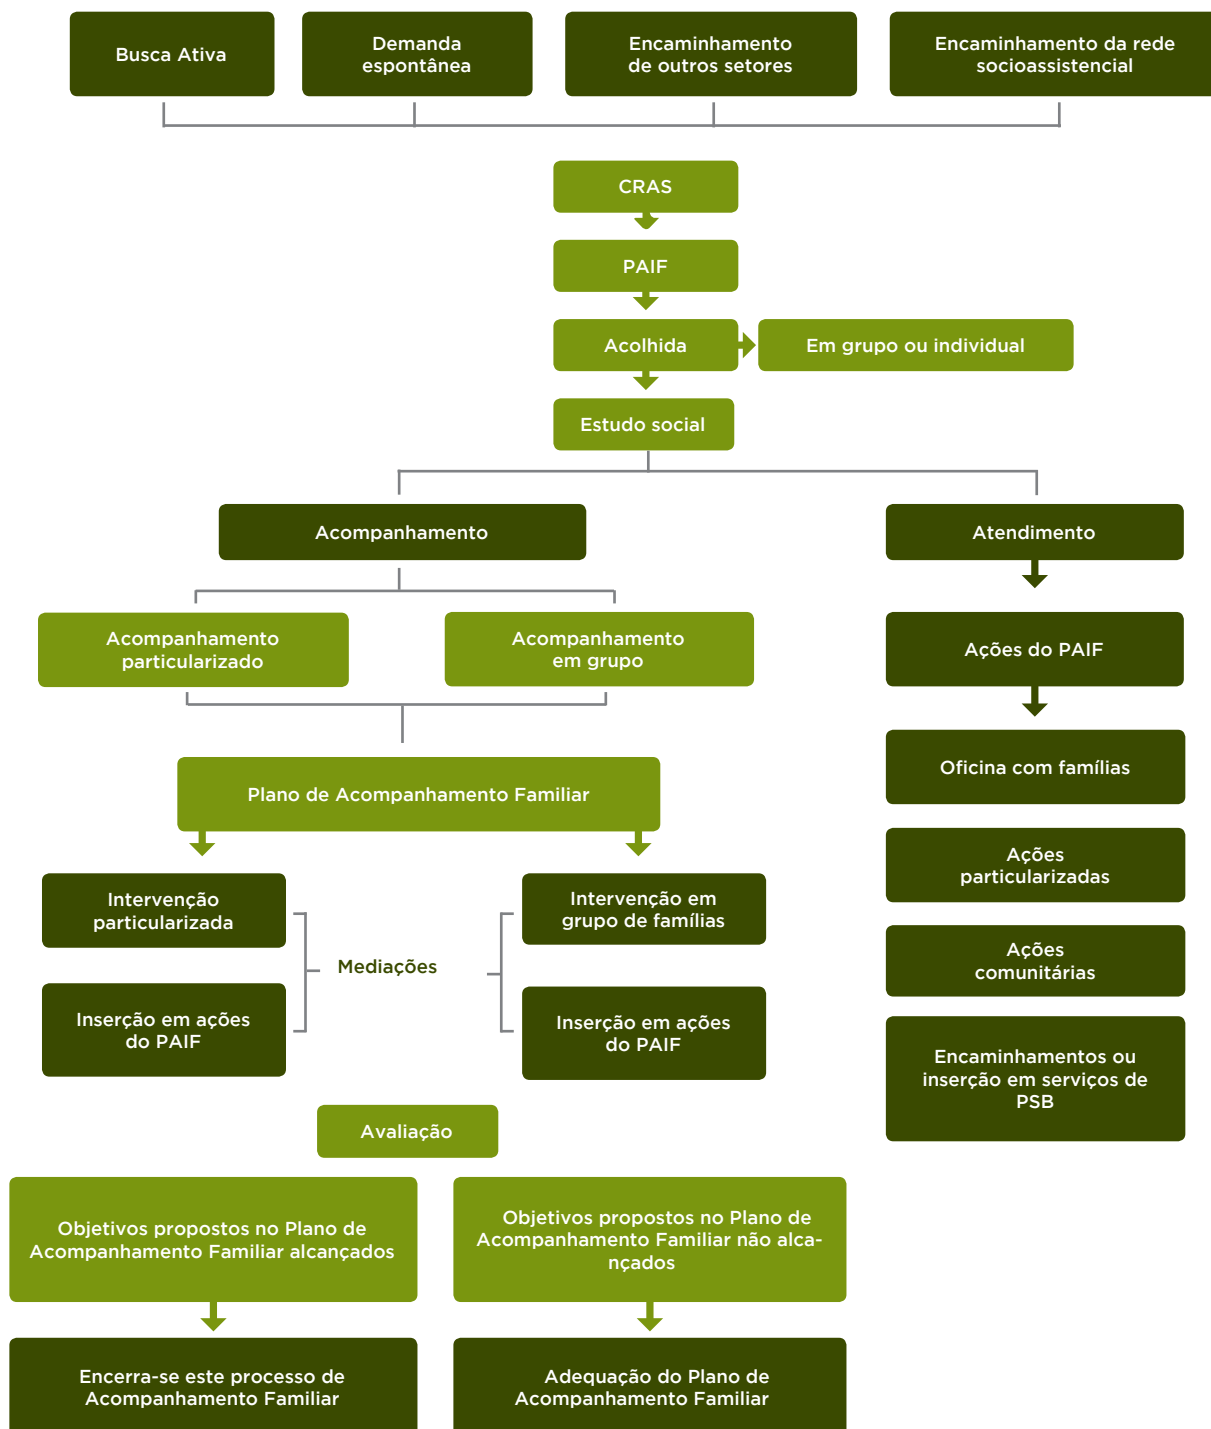 Busca Ativa
Demanda
espontânea
Encaminhamento
de outros setores
Encaminhamento da rede
socioassistencial
CRAS
PAIF
Acolhida
Em grupo ou individual
Estudo social
Acompanhamento
Atendimento
Acompanhamento
particularizado
Acompanhamento
em grupo
Ações do PAIF
Plano de Acompanhamento Familiar
Oficina com famílias
Ações
particularizadas
Intervenção
particularizada
Intervenção em
grupo de famílias
Mediações
Ações
comunitárias
Inserção em ações
do PAIF
Inserção em ações
do PAIF
Encaminhamentos ou
inserção em serviços de
PSB
Avaliação
Objetivos propostos no Plano de
Acompanhamento Familiar alcançados
Objetivos propostos no Plano de
Acompanhamento Familiar não alca-
nçados
Encerra-se este processo de
Acompanhamento Familiar
Adequação do Plano de
Acompanhamento Familiar